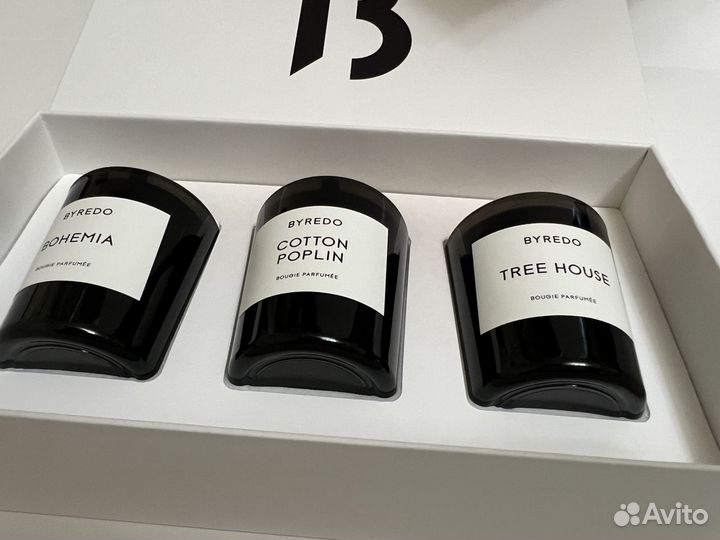 B
BYREDO
BOHEMIA
BOUGIE PARFUMÉE
BYREDO
COTTON
POPLIN
BOUGIE PARFUMÉE
BYREDO
TREE HOUSE
BOUGIE PARFUMÉE
Avito